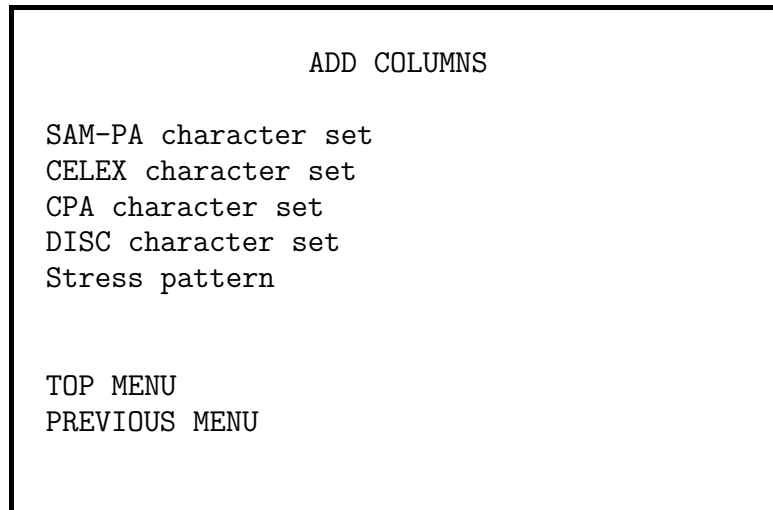 ADD COLUMNS
SAM-PA character set
CELEX character set
CPA character set
DISC character set
Stress pattern
TOP MENU
PREVIOUS MENU